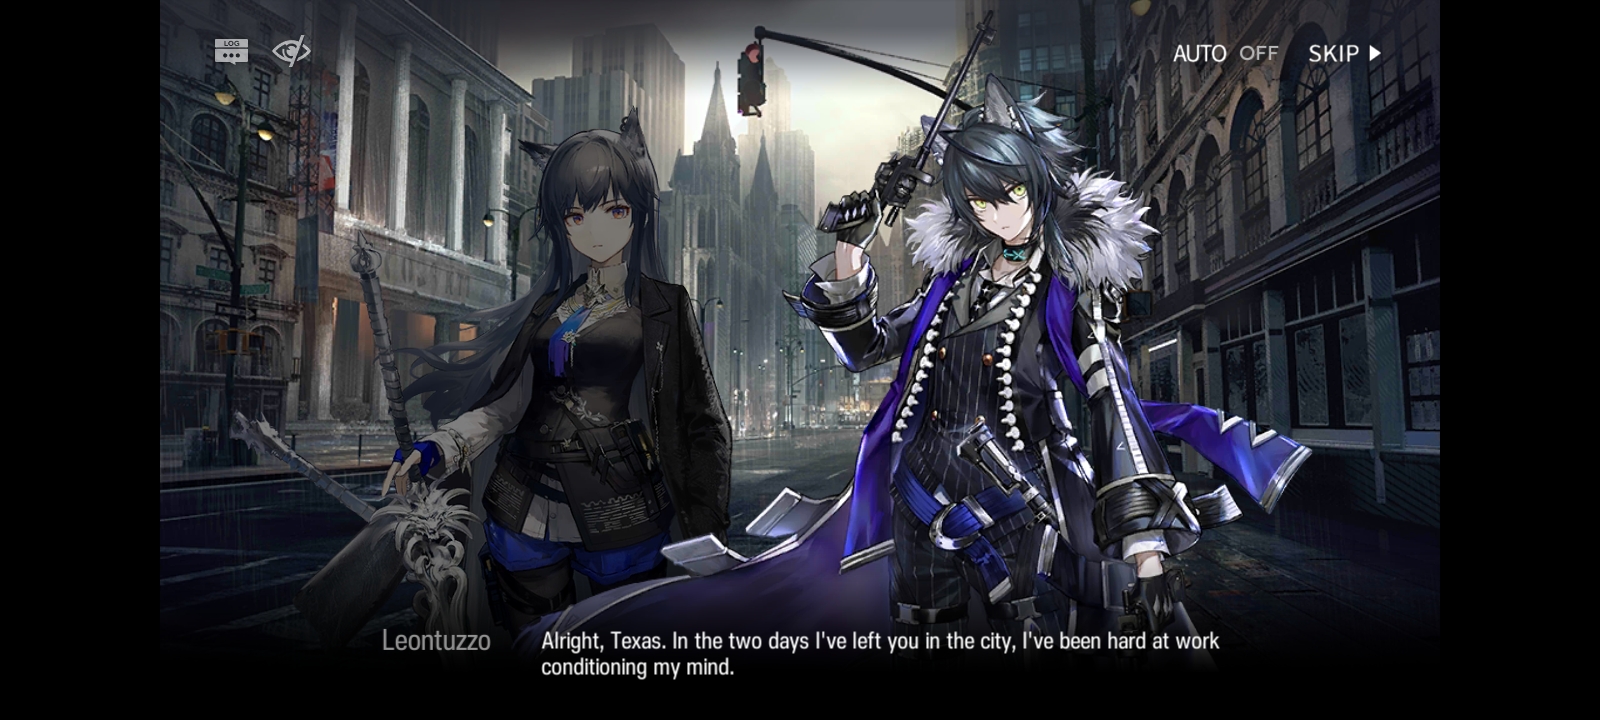 LOG
AUTO OFF SKIP
Leontuzzo
Alright, Texas. In the two days I've left you in the city, I've been hard at work
conditioning my mind.